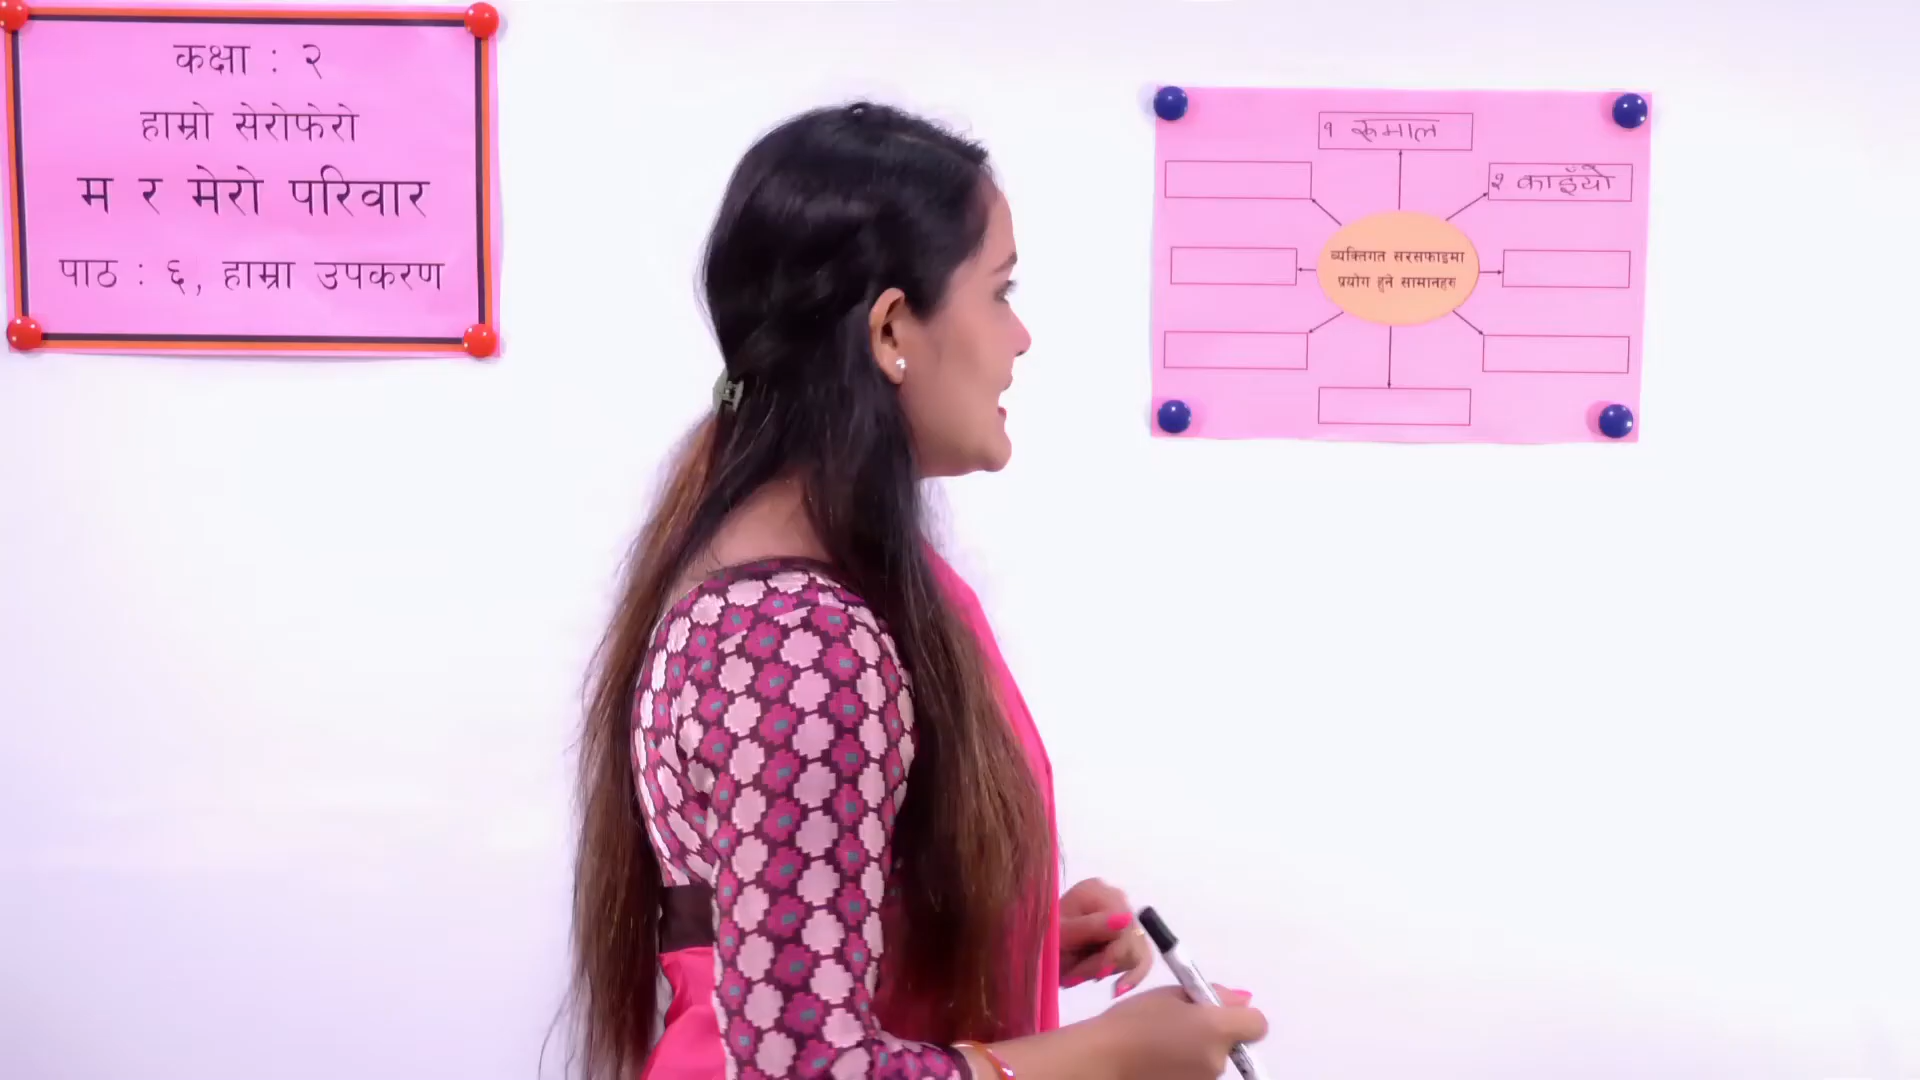 कक्षा : २
हाम्रो सेरोफेरो
म र मेरो परिवार
पाठ : ६, हाम्रा उपकरण
१ रूमाल
२ काइँयो
व्यक्तिगत सरसफाइमा
प्रयोग हुने सामानहरु